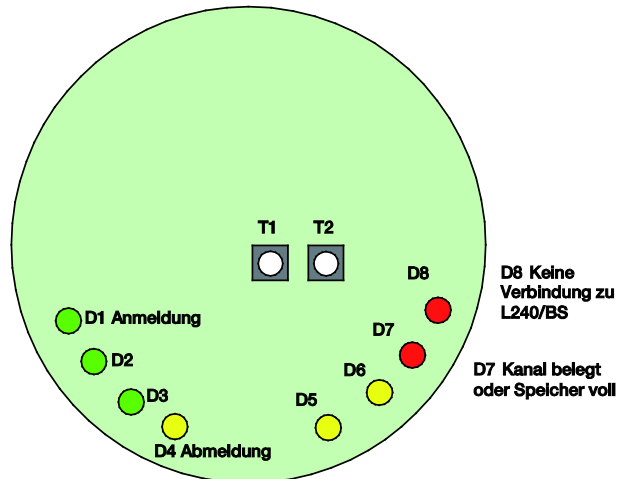 T1 T2
D8
D8 Keine
Verbindung zu
L240/BS
D1 Anmeldung
D7
D2
D6
D7 Kanal belegt
oder Speicher voll
D3
D5
D4 Abmeldung